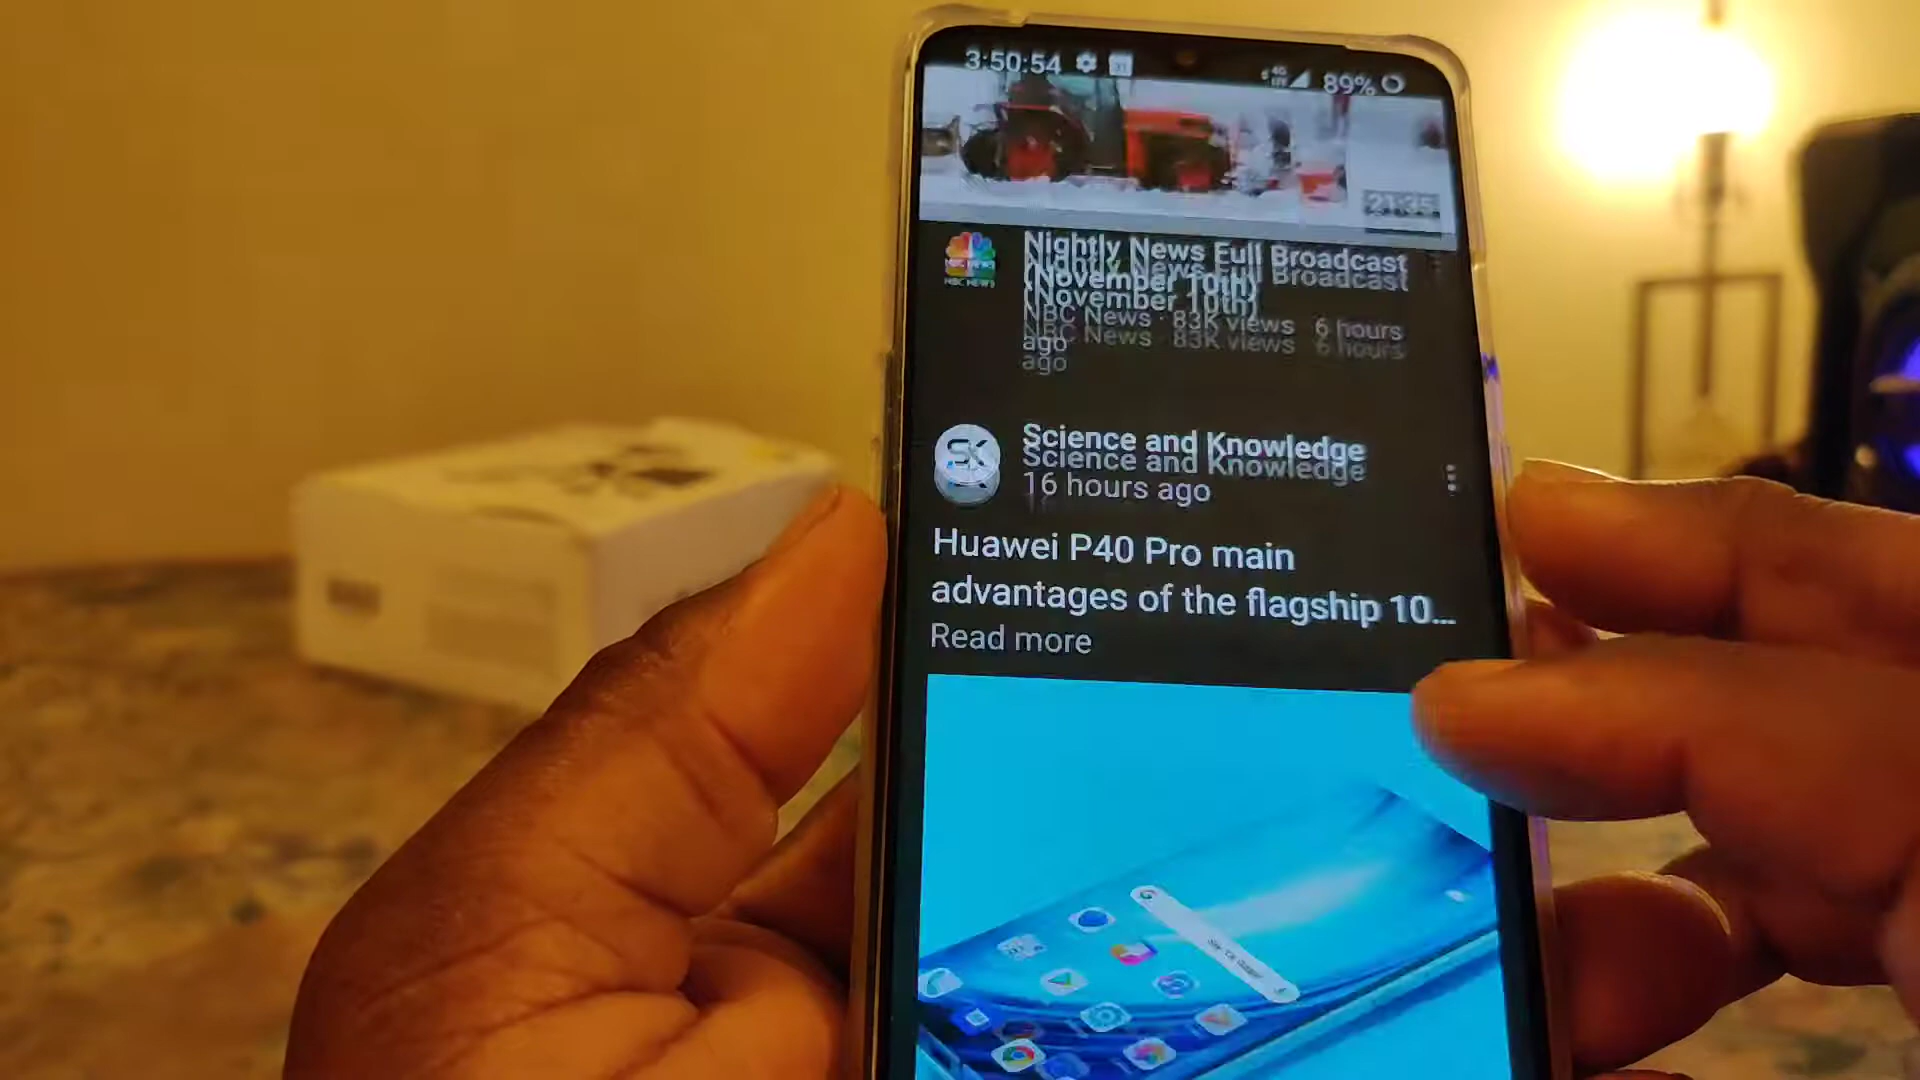 3:50:54
89%
21:35
Nightly News Full Broadcast
(November 10th)
NBC News · 83K views
6 hours
ago
Science and Knowledge
16 hours ago
Huawei P40 Pro main
advantages of the flagship 10...
Read more